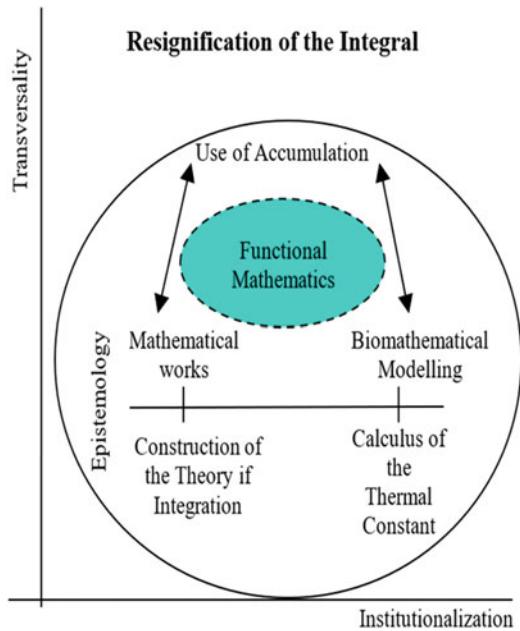 Resignification of the Integral
Transversality
Use of Accumulation
Functional
Mathematics
Epistemology
Mathematical
works
Biomathematical
Modelling
Construction of
the Theory if
Integration
Calculus of
the
Thermal
Constant
Institutionalization